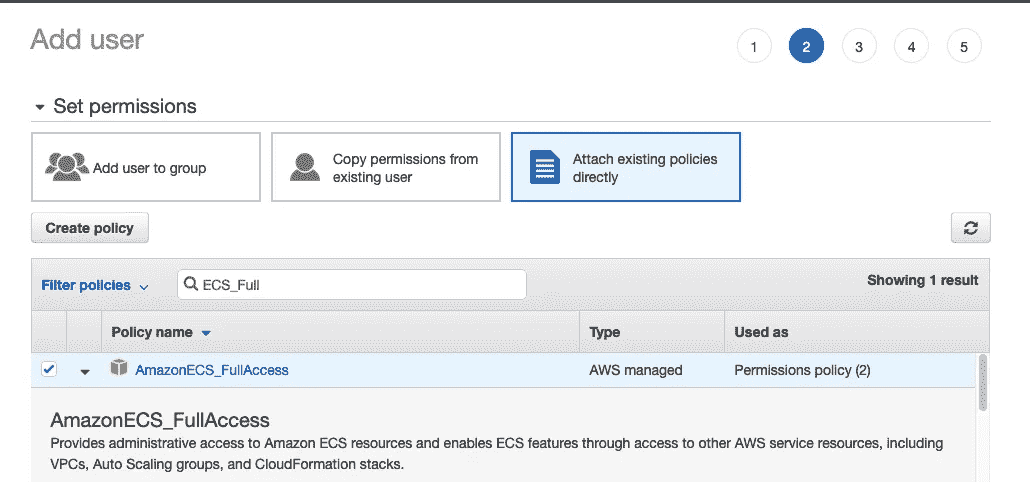 Add user
1 2 3 4 5
Set permissions
Add user to group
Copy permissions from
existing user
Attach existing policies
directly
Create policy
Filter policies
ECS_Full
Showing 1 result
Policy name Type Used as
AmazonECS_FullAccess AWS managed Permissions policy (2)
AmazonECS_FullAccess
Provides administrative access to Amazon ECS resources and enables ECS features through access to other AWS service resources, including
VPCs, Auto Scaling groups, and CloudFormation stacks.